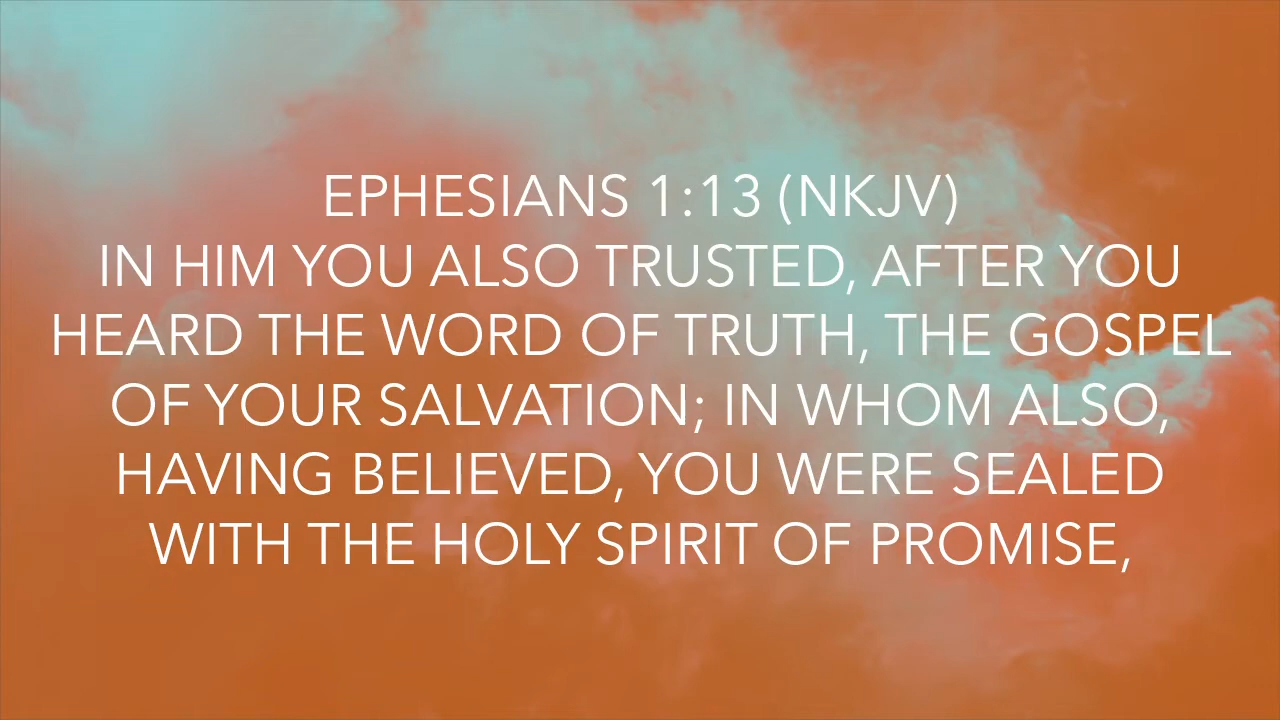 EPHESIANS 1:13 (NKJV)
IN HIM YOU ALSO TRUSTED, AFTER YOU
HEARD THE WORD OF TRUTH, THE GOSPEL
OF YOUR SALVATION; IN WHOM ALSO,
HAVING BELIEVED, YOU WERE SEALED
WITH THE HOLY SPIRIT OF PROMISE,